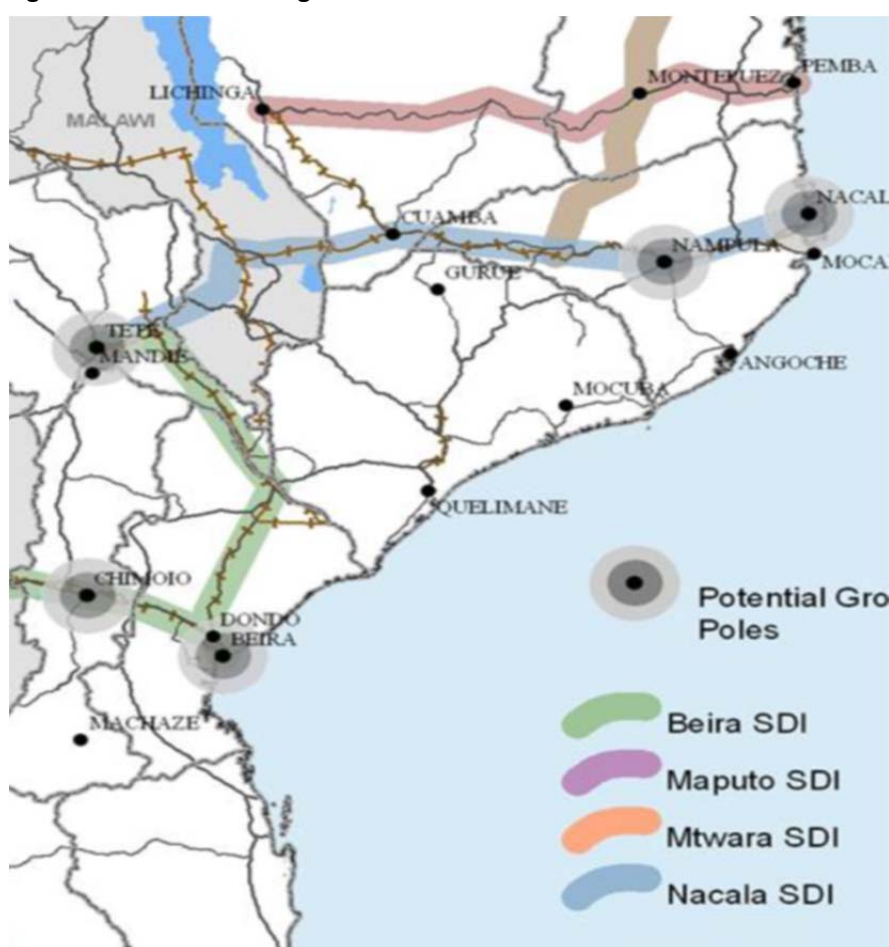 PEMBA
MONTEPUEZ
LICHINGA
MALAWI
NACAL
CUAMBA
NAMPULA
MOCA
GURUE
TETE
MANDIE
ANGOCHE
MOCUBA
QUELIMANE
CHIMOIO
Potential Gro
Poles
DONDO
BEIRA
MACHAZE
Beira SDI
Maputo SDI
Mtwara SDI
Nacala SDI